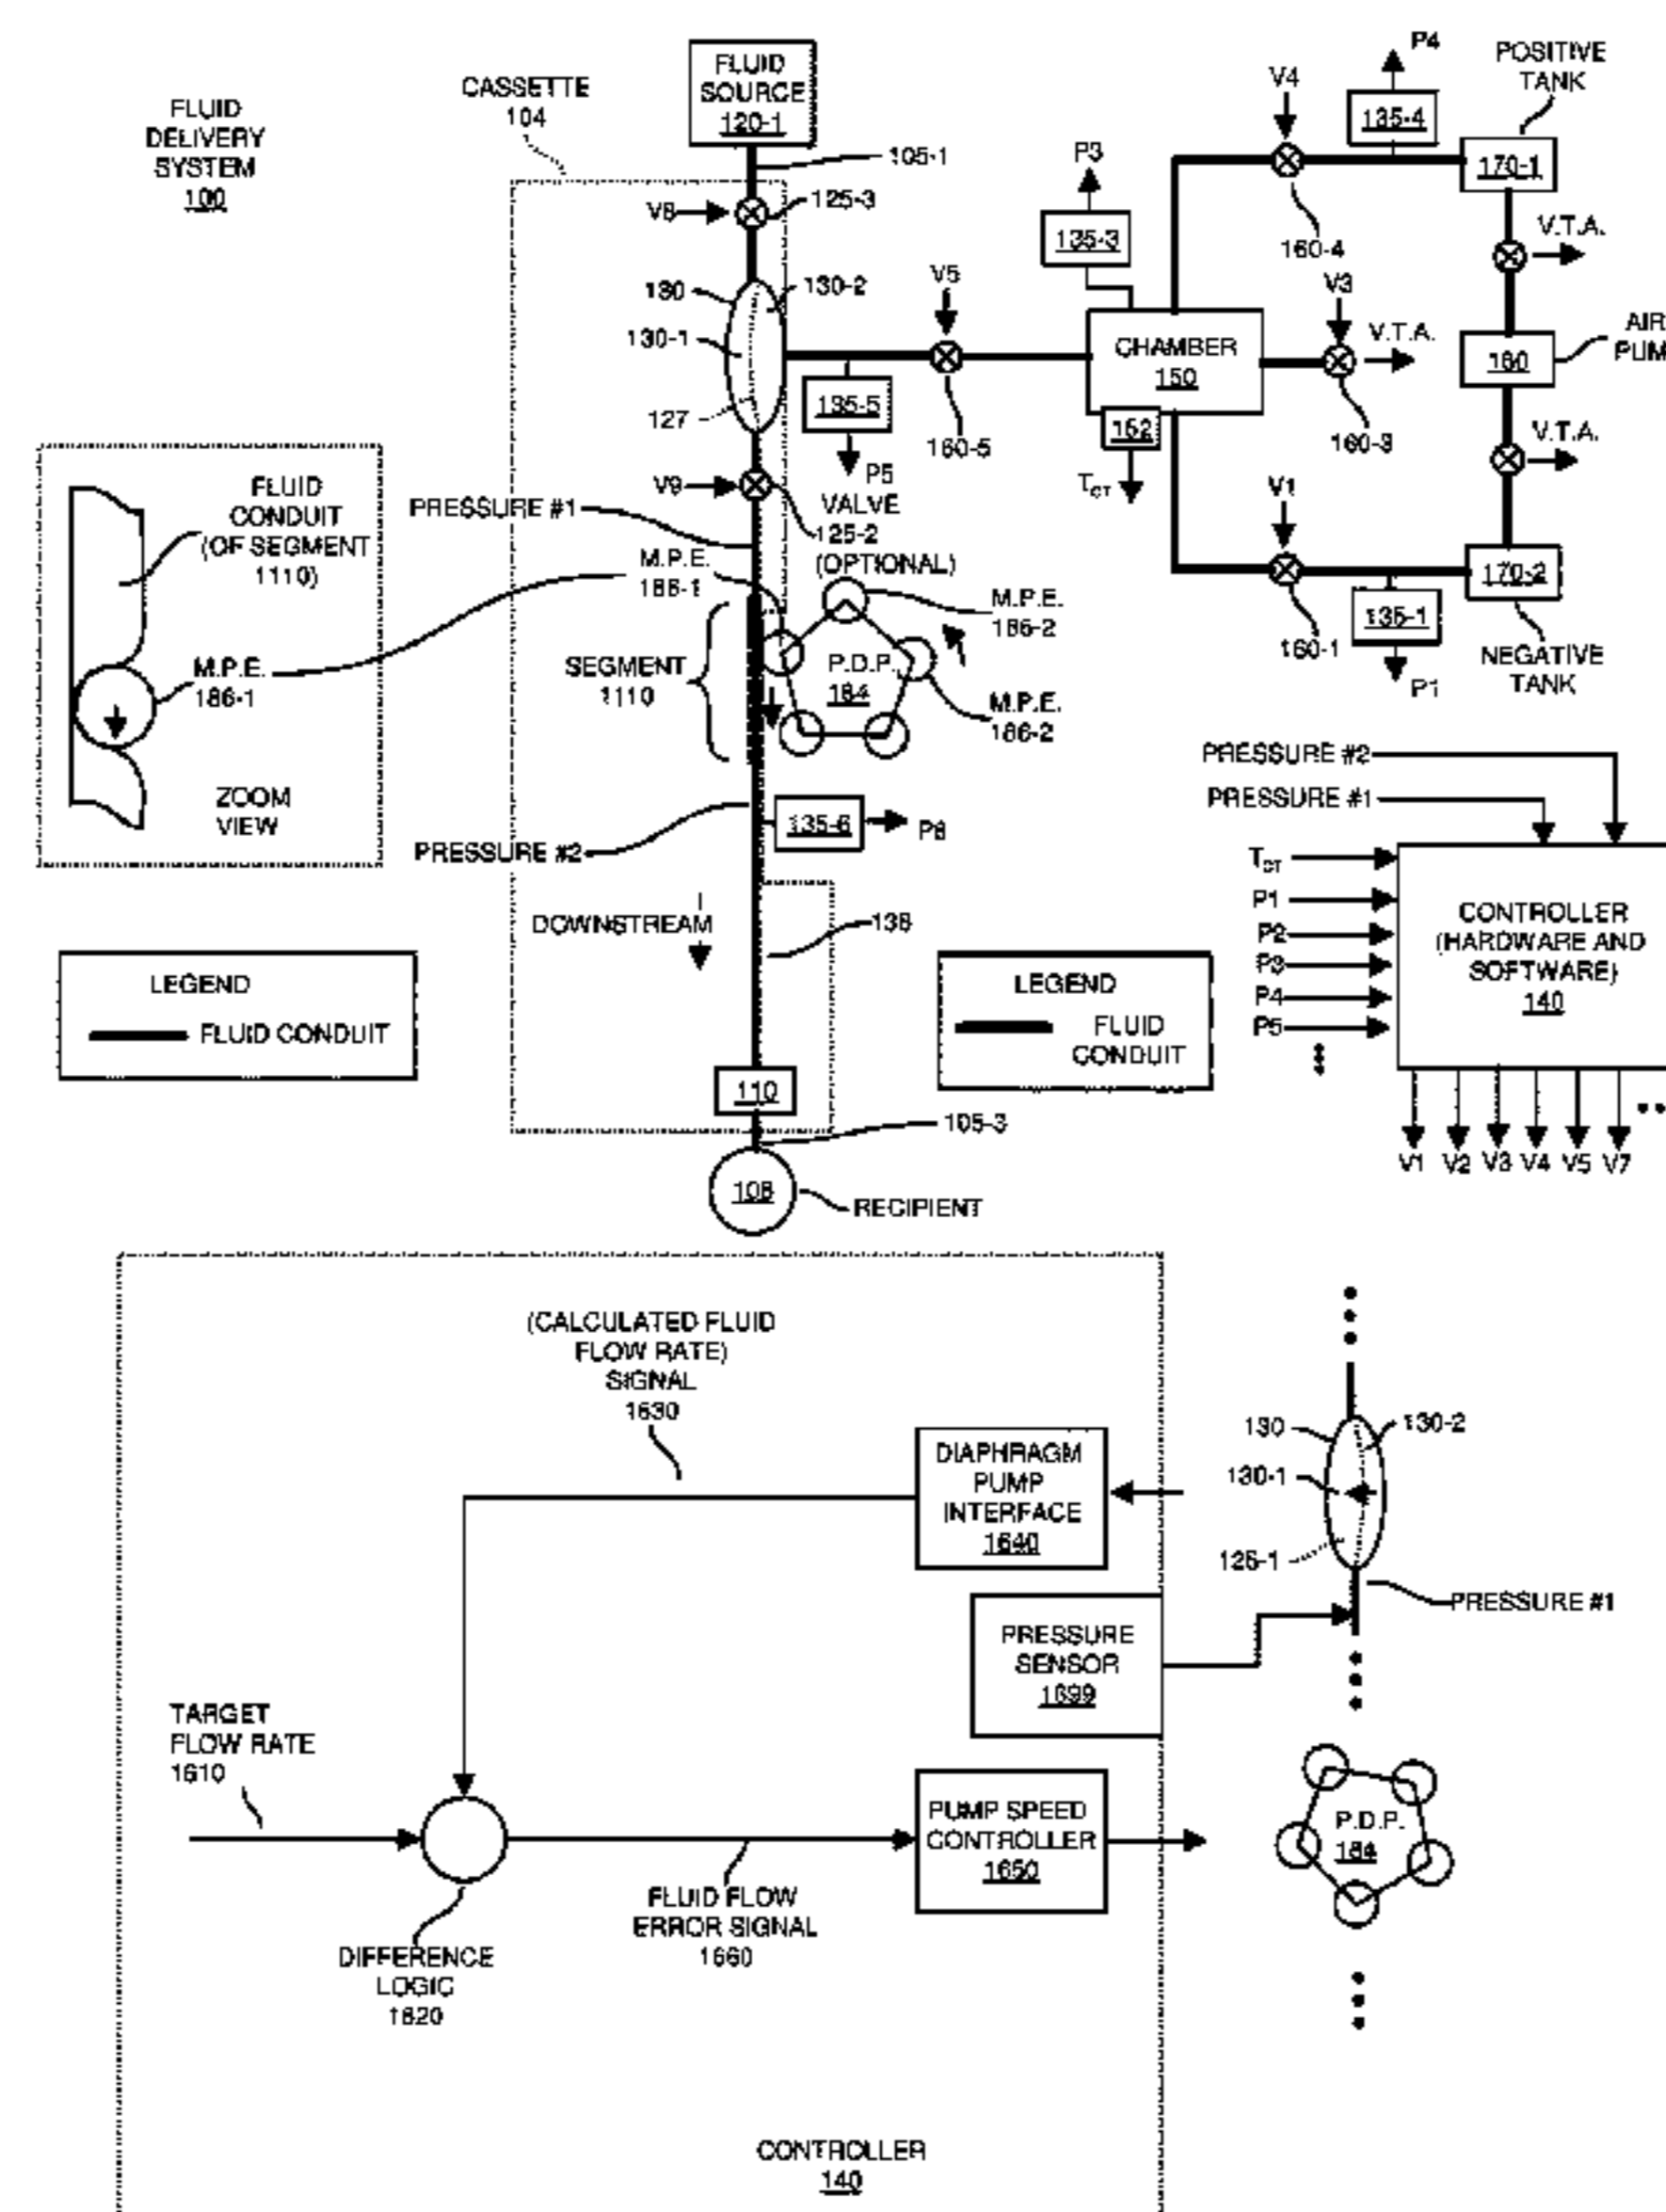 FLUID
DELIVERY
SYSTEM
100
CASSETTE
104
FLUID
SOURCE
120-1
105-1
V8
125-3
130
130-2
130-1
127
V5
135-5
P5
160-5
V9
VALVE
125-2
(OPTIONAL)
PRESSURE #1
P3
135-3
CHAMBER
150
152
TCT
V4
160-4
P4
135-4
POSITIVE
TANK
170-1
V.T.A.
V3
V.T.A.
160-3
180
AIR
PUM
V.T.A.
V1
160-1
135-1
P1
170-2
NEGATIVE
TANK
FLUID
CONDUIT
(OF SEGMENT
1110)
M.P.E.
186-1
ZOOM
VIEW
M.P.E.
186-1
SEGMENT
1110
P.D.P.
184
M.P.E.
186-2
M.P.E.
186-2
135-6
P6
PRESSURE #2
DOWNSTREAM
138
110
105-3
108
RECIPIENT
LEGEND
FLUID CONDUIT
LEGEND
FLUID
CONDUIT
PRESSURE #2
PRESSURE #1
TCT
P1
P2
P3
P4
P5
CONTROLLER
(HARDWARE AND
SOFTWARE)
140
V1 V2 V3 V4 V5 V7
(CALCULATED FLUID
FLOW RATE)
SIGNAL
1630
DIAPHRAGM
PUMP
INTERFACE
1640
130
130-2
130-1
125-1
PRESSURE #1
PRESSURE
SENSOR
1699
TARGET
FLOW RATE
1610
PUMP SPEED
CONTROLLER
1650
P.D.P.
184
FLUID FLOW
ERROR SIGNAL
1660
DIFFERENCE
LOGIC
1620
CONTROLLER
140